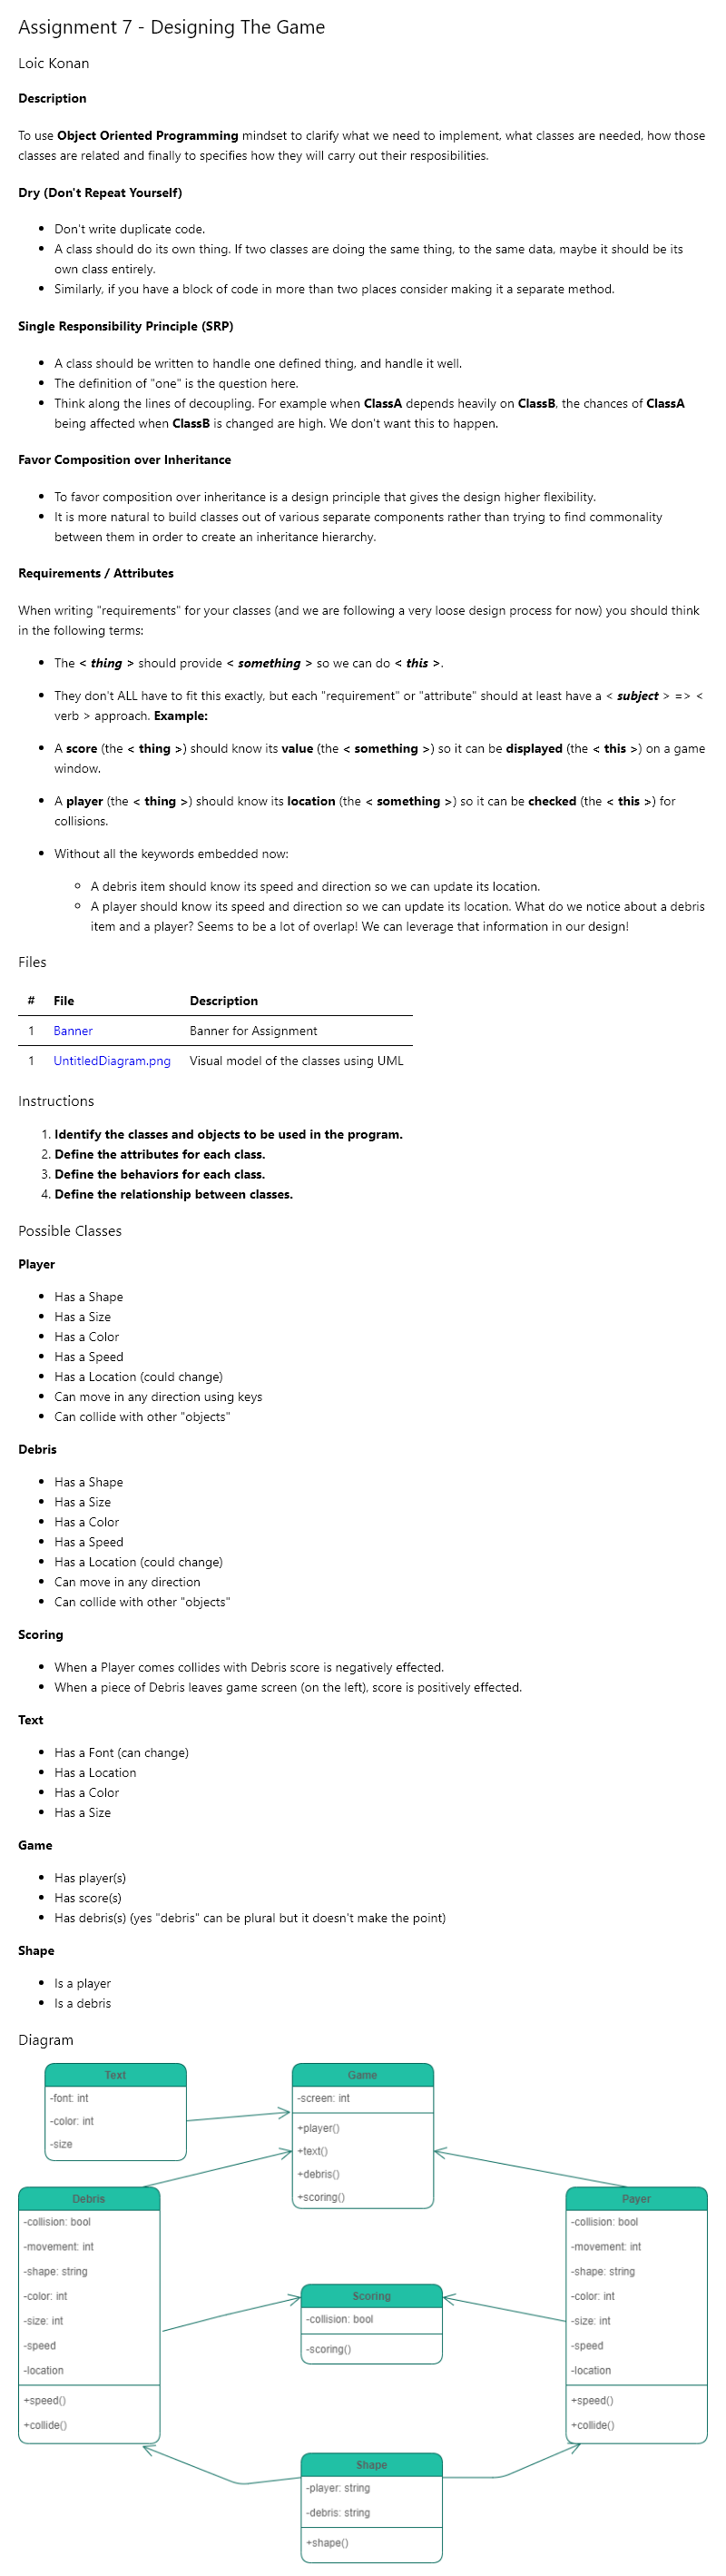 Assignment 7 - Designing The Game
Loic Konan
Description
To use Object Oriented Programming mindset to clarify what we need to implement, what classes are needed, how those
classes are related and finally to specifies how they will carry out their resposibilities.
Dry (Don't Repeat Yourself)
• Don't write duplicate code.
• A class should do its own thing. If two classes are doing the same thing, to the same data, maybe it should be its
own class entirely.
• Similarly, if you have a block of code in more than two places consider making it a separate method.
Single Responsibility Principle (SRP)
• A class should be written to handle one defined thing, and handle it well.
• The definition of "one" is the question here.
• Think along the lines of decoupling. For example when ClassA depends heavily on ClassB, the chances of ClassA
being affected when ClassB is changed are high. We don't want this to happen.
Favor Composition over Inheritance
• To favor composition over inheritance is a design principle that gives the design higher flexibility.
• It is more natural to build classes out of various separate components rather than trying to find commonality
between them in order to create an inheritance hierarchy.
Requirements / Attributes
When writing "requirements" for your classes (and we are following a very loose design process for now) you should think
in the following terms:
• The < thing > should provide < something > so we can do < this >.
• They don't ALL have to fit this exactly, but each "requirement" or "attribute" should at least have a < subject > => <
verb > approach. Example:
• A score (the < thing >) should know its value (the < something >) so it can be displayed (the < this >) on a game
window.
• A player (the < thing >) should know its location (the < something >) so it can be checked (the < this >) for
collisions.
• Without all the keywords embedded now:
◦ A debris item should know its speed and direction so we can update its location.
◦ A player should know its speed and direction so we can update its location. What do we notice about a debris
item and a player? Seems to be a lot of overlap! We can leverage that information in our design!
Files
# File Description
1 Banner Banner for Assignment
1 UntitledDiagram.png Visual model of the classes using UML
Instructions
1. Identify the classes and objects to be used in the program.
2. Define the attributes for each class.
3. Define the behaviors for each class.
4. Define the relationship between classes.
Possible Classes
Player
• Has a Shape
• Has a Size
• Has a Color
• Has a Speed
• Has a Location (could change)
• Can move in any direction using keys
• Can collide with other "objects"
Debris
• Has a Shape
• Has a Size
• Has a Color
• Has a Speed
• Has a Location (could change)
• Can move in any direction
• Can collide with other "objects"
Scoring
• When a Player comes collides with Debris score is negatively effected.
• When a piece of Debris leaves game screen (on the left), score is positively effected.
Text
• Has a Font (can change)
• Has a Location
• Has a Color
• Has a Size
Game
• Has player(s)
• Has score(s)
• Has debris(s) (yes "debris" can be plural but it doesn't make the point)
Shape
• Is a player
• Is a debris
Diagram
Text
-font: int
-color: int
-size
Game
-screen: int
+player()
+text()
+debris()
+scoring()
Debris
-collision: bool
-movement: int
-shape: string
-color: int
-size: int
-speed
-location
+speed()
+collide()
Payer
-collision: bool
-movement: int
-shape: string
-color: int
-size: int
-speed
-location
+speed()
+collide()
Scoring
-collision: bool
-scoring()
Shape
-player: string
-debris: string
+shape()